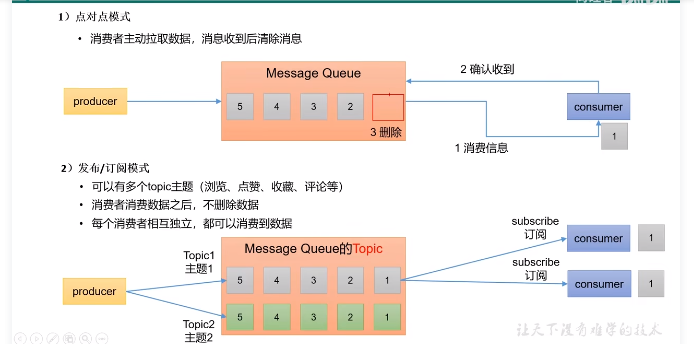 1）点对点模式
• 消费者主动拉取数据，消息收到后清除消息
Message Queue
2 确认收到
producer
5 4 3 2
consumer
3 删除
1
1 消费信息
2）发布/订阅模式
• 可以有多个topic主题（浏览、点赞、收藏、评论等）
• 消费者消费数据之后，不删除数据
• 每个消费者相互独立，都可以消费到数据
subscribe
订阅
consumer 1
Message Queue的Topic
Topic1
主题1
5 4 3 2 1
subscribe
订阅
producer
consumer 1
5 4 3 2 1
Topic2
主题2
让天下没有难学的技术